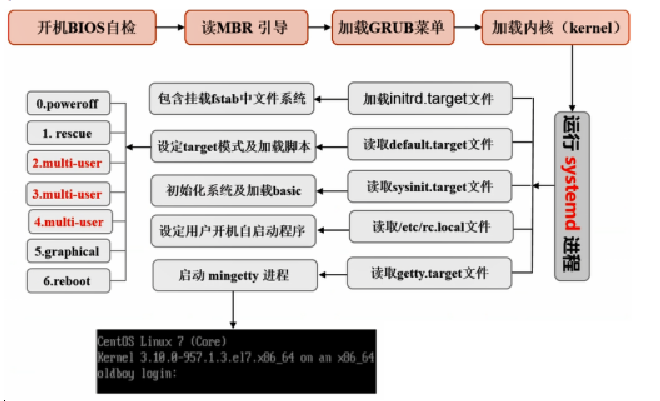 开机BIOS自检
读MBR 引导
加载GRUB菜单
加载内核（kernel）
包含挂载fstab中文件系统
加载initrd.target文件
0.poweroff
1. rescue
2.multi-user
3.multi-user
4.multi-user
5.graphical
6.reboot
设定target模式及加载脚本
读取default.target文件
初始化系统及加载basic
读取sysinit.target文件
设定用户开机自启动程序
读取/etc/rc.local文件
启动 mingetty 进程
读取getty.target文件
运行 systemd 进程
CentOS Linux 7 (Core)
Kernel 3.10.0-957.1.3.el7.x86_64 on an x86_64
oldboy login: